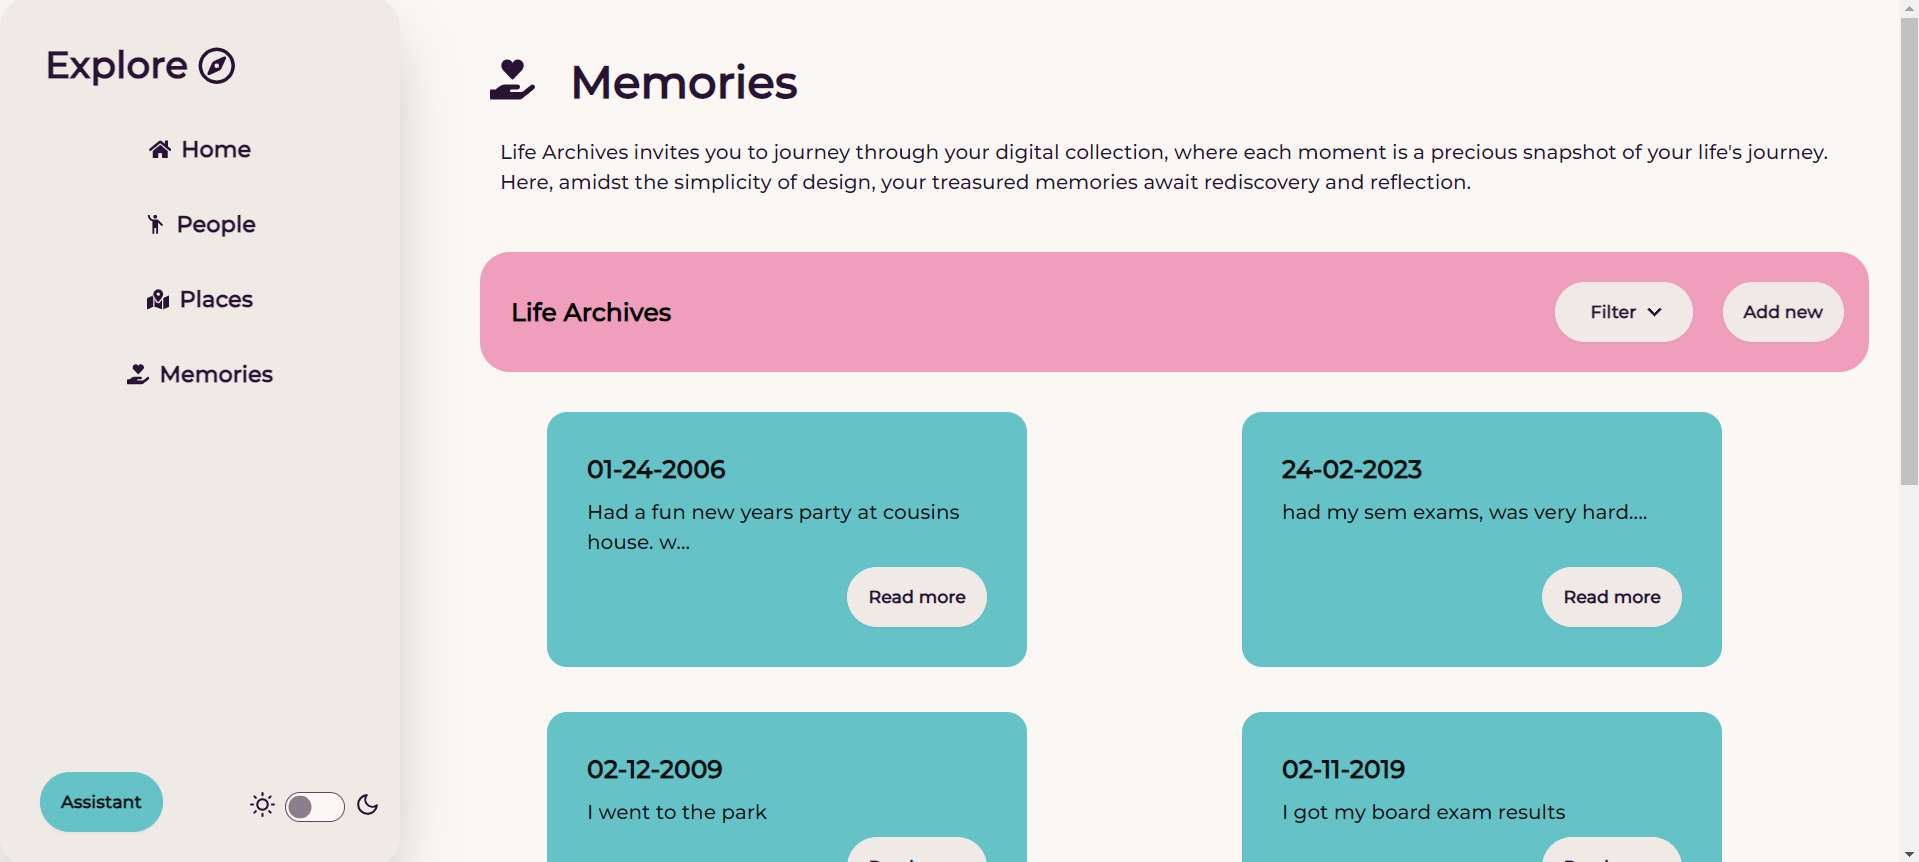 Explore
Home
People
Places
Memories
Assistant
Memories
Life Archives invites you to journey through your digital collection, where each moment is a precious snapshot of your life's journey.
Here, amidst the simplicity of design, your treasured memories await rediscovery and reflection.
Life Archives
Filter
Add new
01-24-2006
Had a fun new years party at cousins
house. w...
Read more
24-02-2023
had my sem exams, was very hard....
Read more
02-12-2009
I went to the park
02-11-2019
I got my board exam results